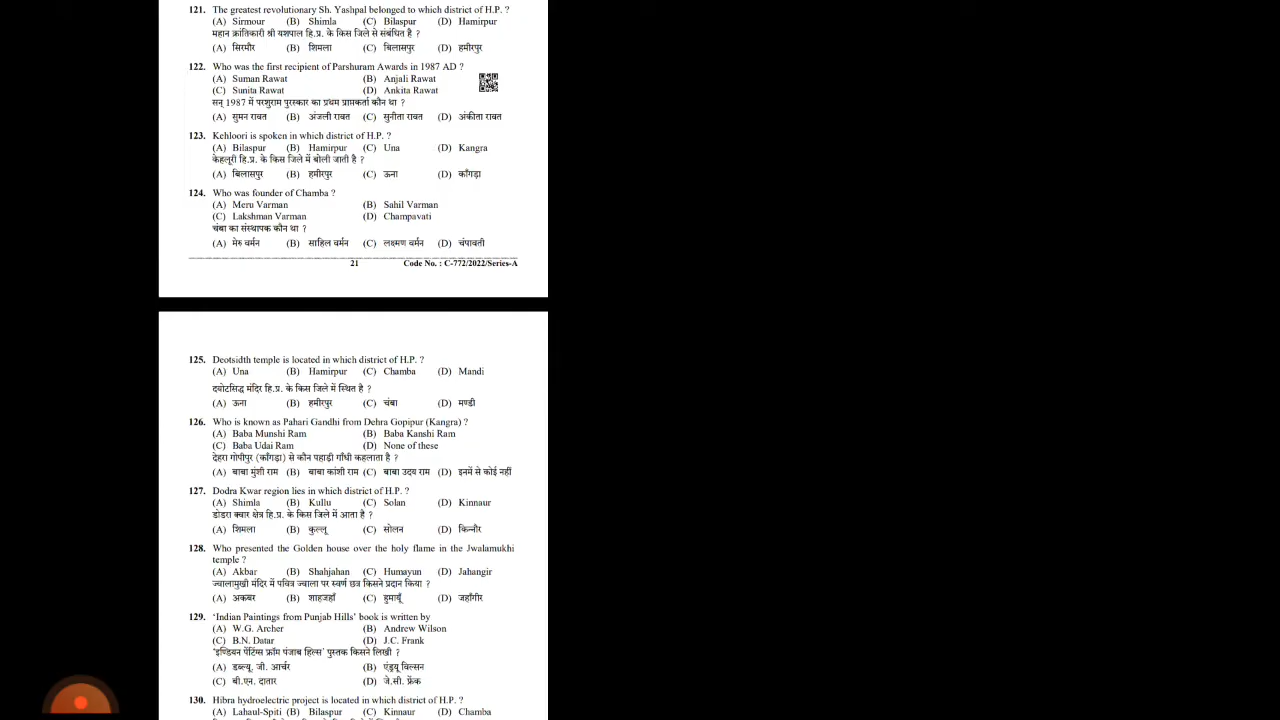 121. The greatest revolutionary Sh. Yashpal belonged to which district of H.P. ?
(A) Sirmour (B) Shimla (C) Bilaspur (D) Hamirpur
महान क्रांतिकारी श्री यशपाल हि.प्र. के किस जिले से संबंधित है ?
(A) सिरमौर (B) शिमला (C) बिलासपुर (D) हमीरपुर
122. Who was the first recipient of Parshuram Awards in 1987 AD ?
(A) Suman Rawat (B) Anjali Rawat
(C) Sunita Rawat (D) Ankita Rawat
सन् 1987 में परशुराम पुरस्कार का प्रथम प्राप्तकर्ता कौन था ?
(A) सुमन रावत (B) अंजली रावत (C) सुनीता रावत (D) अंकीता रावत
123. Kehloori is spoken in which district of H.P. ?
(A) Bilaspur (B) Hamirpur (C) Una (D) Kangra
केहलूरी हि.प्र. के किस जिले में बोली जाती है ?
(A) बिलासपुर (B) हमीरपुर (C) ऊना (D) काँगड़ा
124. Who was founder of Chamba ?
(A) Meru Varman (B) Sahil Varman
(C) Lakshman Varman (D) Champavati
चंबा का संस्थापक कौन था ?
(A) मेरु वर्मन (B) साहिल वर्मन (C) लक्ष्मण वर्मन (D) चंपावती
21 Code No. : C-772/2022/Series-A
125. Deotsidth temple is located in which district of H.P. ?
(A) Una (B) Hamirpur (C) Chamba (D) Mandi
दयोटसिद्ध मंदिर हि.प्र. के किस जिले में स्थित है ?
(A) ऊना (B) हमीरपुर (C) चंबा (D) मण्डी
126. Who is known as Pahari Gandhi from Dehra Gopipur (Kangra) ?
(A) Baba Munshi Ram (B) Baba Kanshi Ram
(C) Baba Udai Ram (D) None of these
देहरा गोपीपुर (काँगड़ा) से कौन पहाड़ी गाँधी कहलाता है ?
(A) बाबा मुंशी राम (B) बाबा कांशी राम (C) बाबा उदय राम (D) इनमें से कोई नहीं
127. Dodra Kwar region lies in which district of H.P. ?
(A) Shimla (B) Kullu (C) Solan (D) Kinnaur
डोडरा क्वार क्षेत्र हि.प्र. के किस जिले में आता है ?
(A) शिमला (B) कुल्लू (C) सोलन (D) किन्नौर
128. Who presented the Golden house over the holy flame in the Jwalamukhi
temple ?
(A) Akbar (B) Shahjahan (C) Humayun (D) Jahangir
ज्वालामुखी मंदिर में पवित्र ज्वाला पर स्वर्ण छत्र किसने प्रदान किया ?
(A) अकबर (B) शाहजहाँ (C) हुमायूँ (D) जहाँगीर
129. ‘Indian Paintings from Punjab Hills’ book is written by
(A) W.G. Archer (B) Andrew Wilson
(C) B.N. Datar (D) J.C. Frank
‘इण्डियन पेंटिंग्स फ्रॉम पंजाब हिल्स’ पुस्तक किसने लिखी ?
(A) डब्ल्यू. जी. आर्चर (B) एंड्रयू विल्सन
(C) बी.एन. दातार (D) जे.सी. फ्रेंक
130. Hibra hydroelectric project is located in which district of H.P. ?
(A) Lahaul-Spiti (B) Bilaspur (C) Kinnaur (D) Chamba